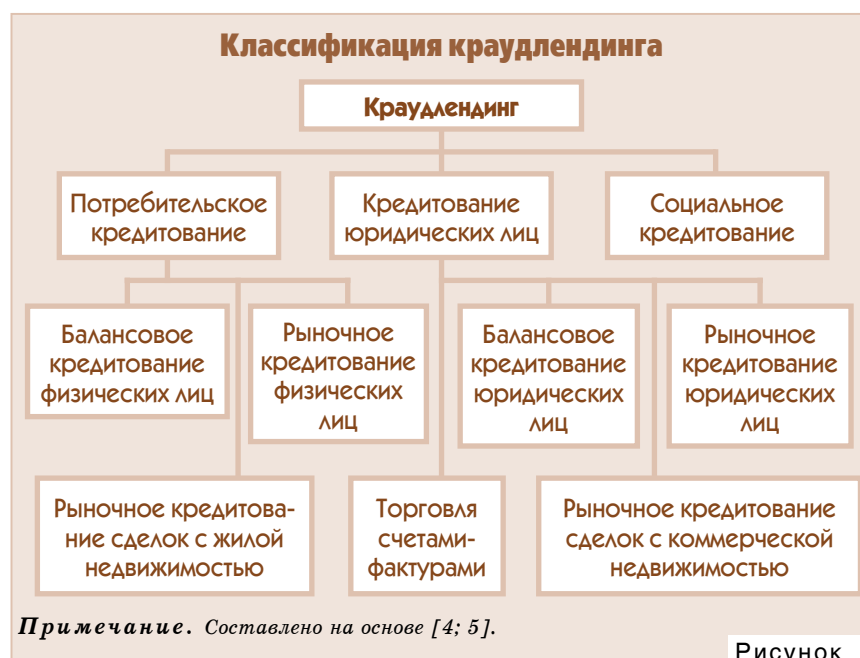 Классификация краудлендинга
Краудлендинг
Потребительское
кредитование
Кредитование
юридических лиц
Социальное
кредитование
Балансовое
кредитование
физических лиц
Рыночное
кредитование
физических
лиц
Балансовое
кредитование
юридических
лиц
Рыночное
кредитование
юридических
лиц
Рыночное кредитова-
ние сделок с жилой
недвижимостью
Торговля
счетами-
фактурами
Рыночное кредитование
сделок с коммерческой
недвижимостью
Примечание. Составлено на основе [4; 5].
Рисунок